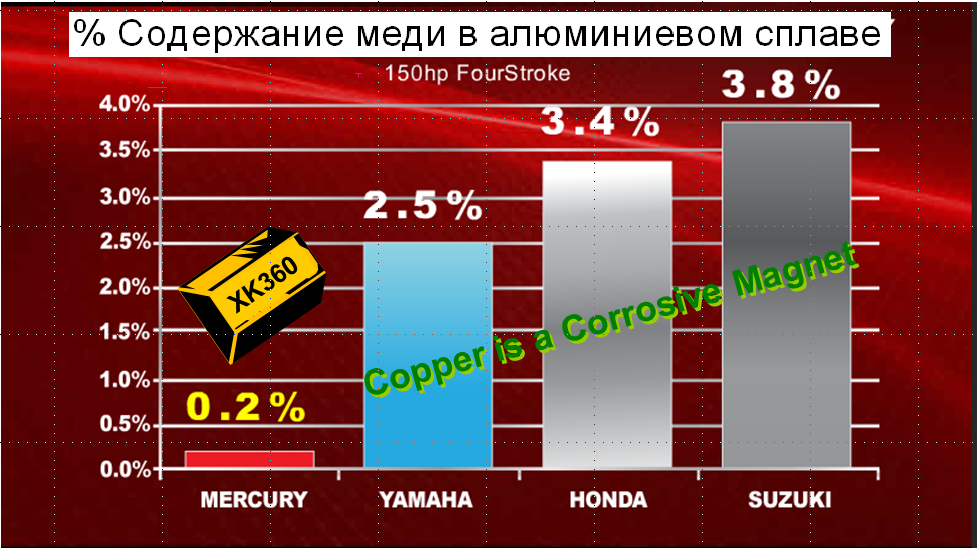 % Содержание меди в алюминиевом сплаве
150hp FourStroke
4.0%
3.5%
3.0%
2.5%
2.0%
1.5%
1.0%
0.5%
0.0%
0.2%
2.5%
3.4%
3.8%
XK360
Copper is a Corrosive Magnet
MERCURY
YAMAHA
HONDA
SUZUKI